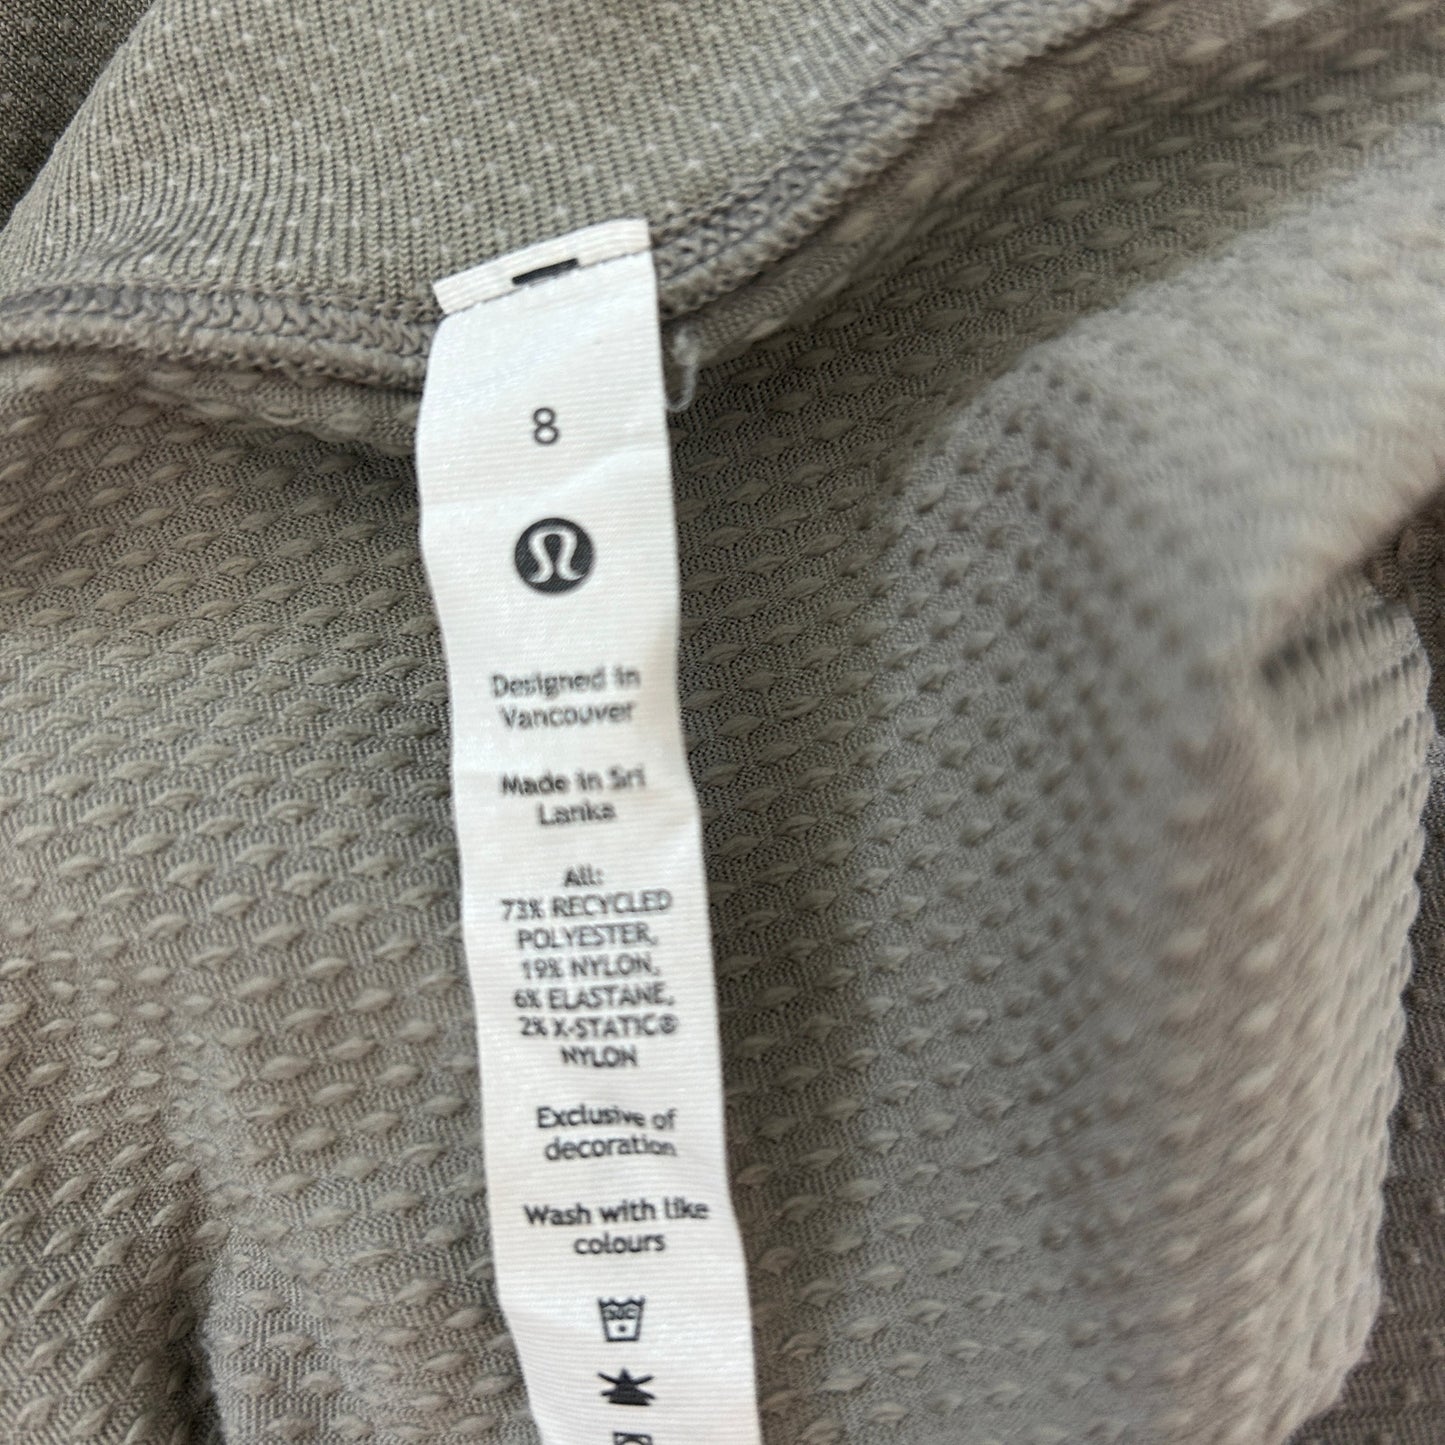 8
Designed in
Vancouver
Made in Sri
Lanka
All:
73% RECYCLED
POLYESTER,
19% NYLON,
6% ELASTANE,
2% X-STATIC®
NYLON
Exclusive of
decoration
Wash with like
colours
30C